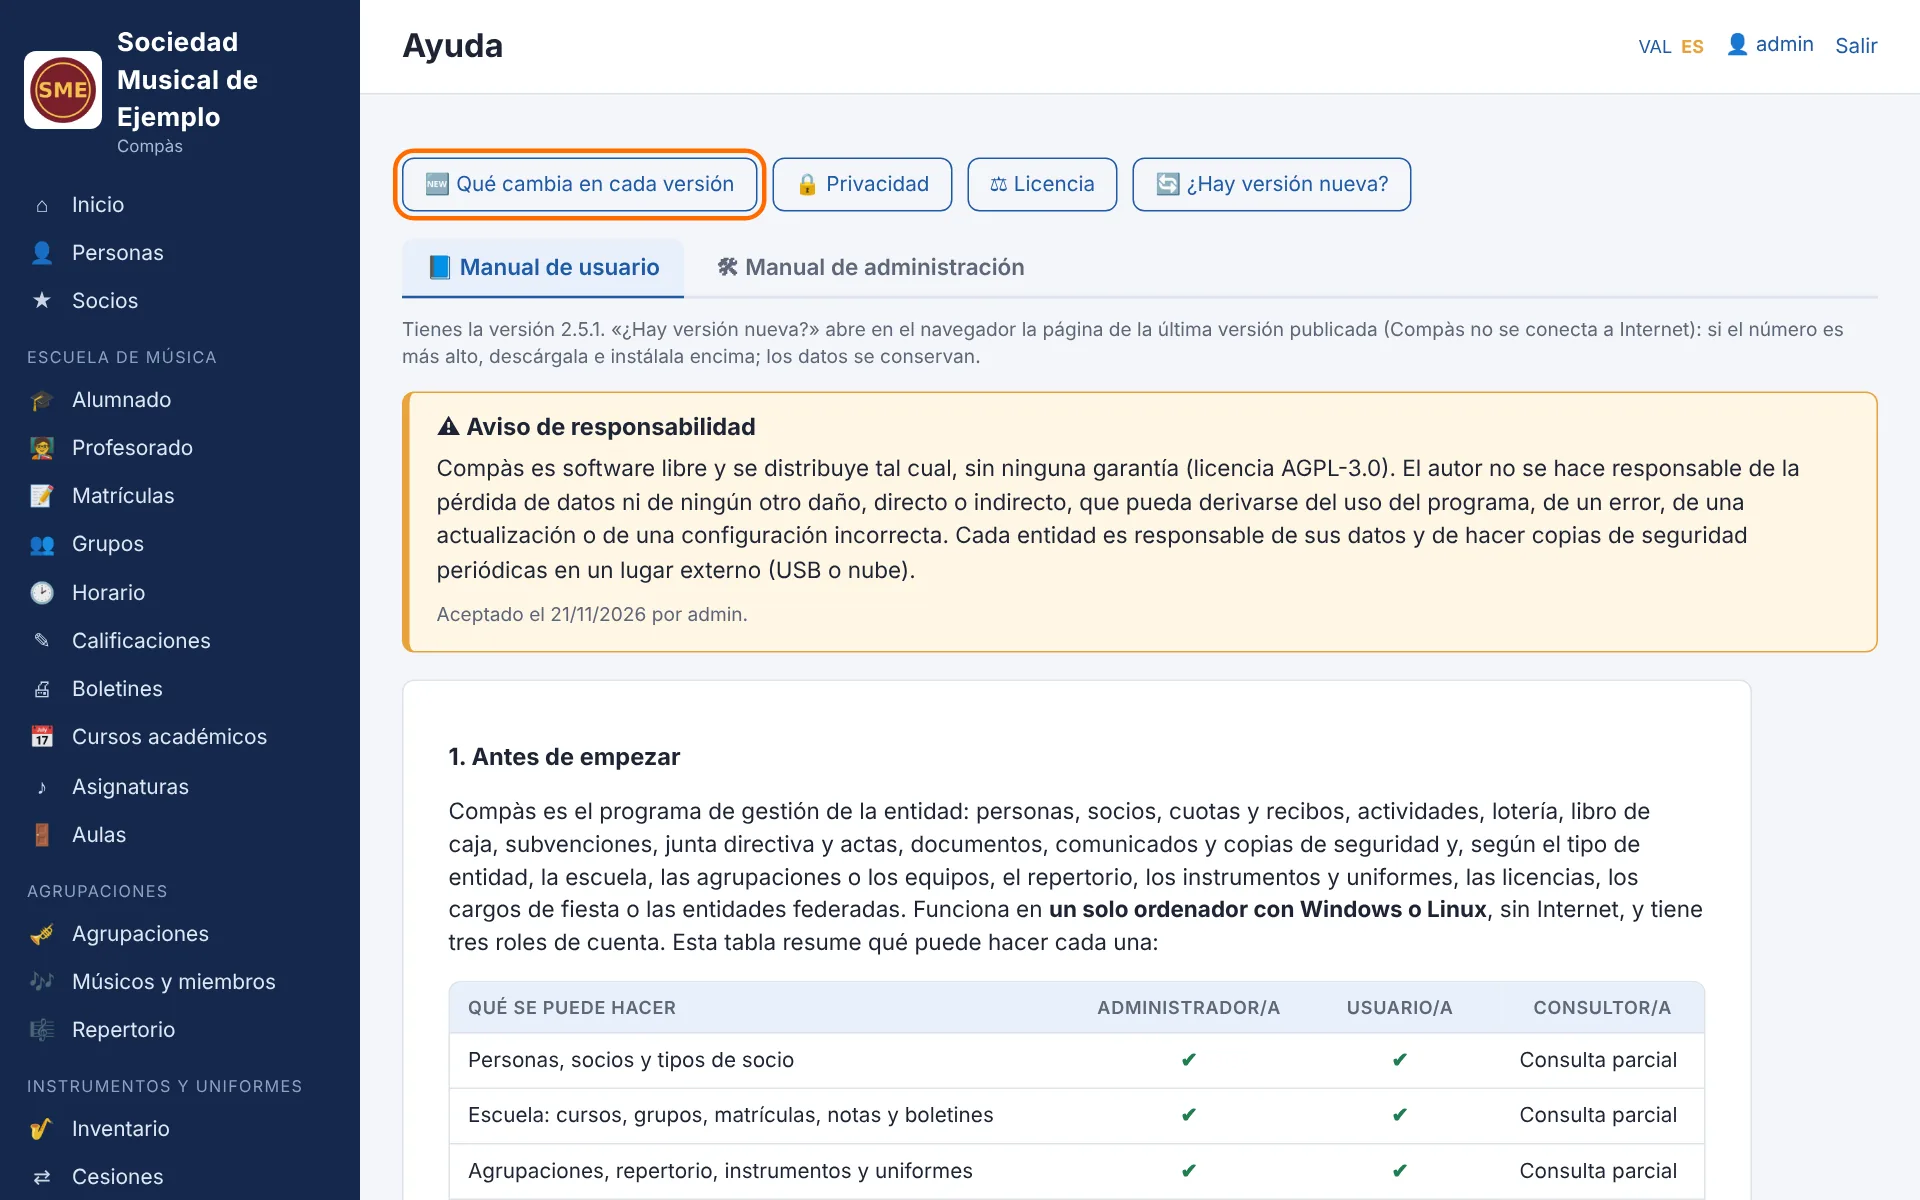 Sociedad
Musical de
Ejemplo
Compàs
SME
Inicio
Personas
Socios
ESCUELA DE MÚSICA
Alumnado
Profesorado
Matrículas
Grupos
Horario
Calificaciones
Boletines
Cursos académicos
Asignaturas
Aulas
AGRUPACIONES
Agrupaciones
Músicos y miembros
Repertorio
INSTRUMENTOS Y UNIFORMES
Inventario
Cesiones
Ayuda
VAL ES admin Salir
Qué cambia en cada versión
Privacidad
Licencia
¿Hay versión nueva?
Manual de usuario
Manual de administración
Tienes la versión 2.5.1. «¿Hay versión nueva?» abre en el navegador la página de la última versión publicada (Compàs no se conecta a Internet): si el número es
más alto, descárgala e instálala encima; los datos se conservan.
Aviso de responsabilidad
Compàs es software libre y se distribuye tal cual, sin ninguna garantía (licencia AGPL-3.0). El autor no se hace responsable de la
pérdida de datos ni de ningún otro daño, directo o indirecto, que pueda derivarse del uso del programa, de un error, de una
actualización o de una configuración incorrecta. Cada entidad es responsable de sus datos y de hacer copias de seguridad
periódicas en un lugar externo (USB o nube).
Aceptado el 21/11/2026 por admin.
1. Antes de empezar
Compàs es el programa de gestión de la entidad: personas, socios, cuotas y recibos, actividades, lotería, libro de
caja, subvenciones, junta directiva y actas, documentos, comunicados y copias de seguridad y, según el tipo de
entidad, la escuela, las agrupaciones o los equipos, el repertorio, los instrumentos y uniformes, las licencias, los
cargos de fiesta o las entidades federadas. Funciona en un solo ordenador con Windows o Linux, sin Internet, y tiene
tres roles de cuenta. Esta tabla resume qué puede hacer cada una:
QUÉ SE PUEDE HACER ADMINISTRADOR/A USUARIO/A CONSULTOR/A
Personas, socios y tipos de socio ✔ ✔ Consulta parcial
Escuela: cursos, grupos, matrículas, notas y boletines ✔ ✔ Consulta parcial
Agrupaciones, repertorio, instrumentos y uniformes ✔ ✔ Consulta parcial